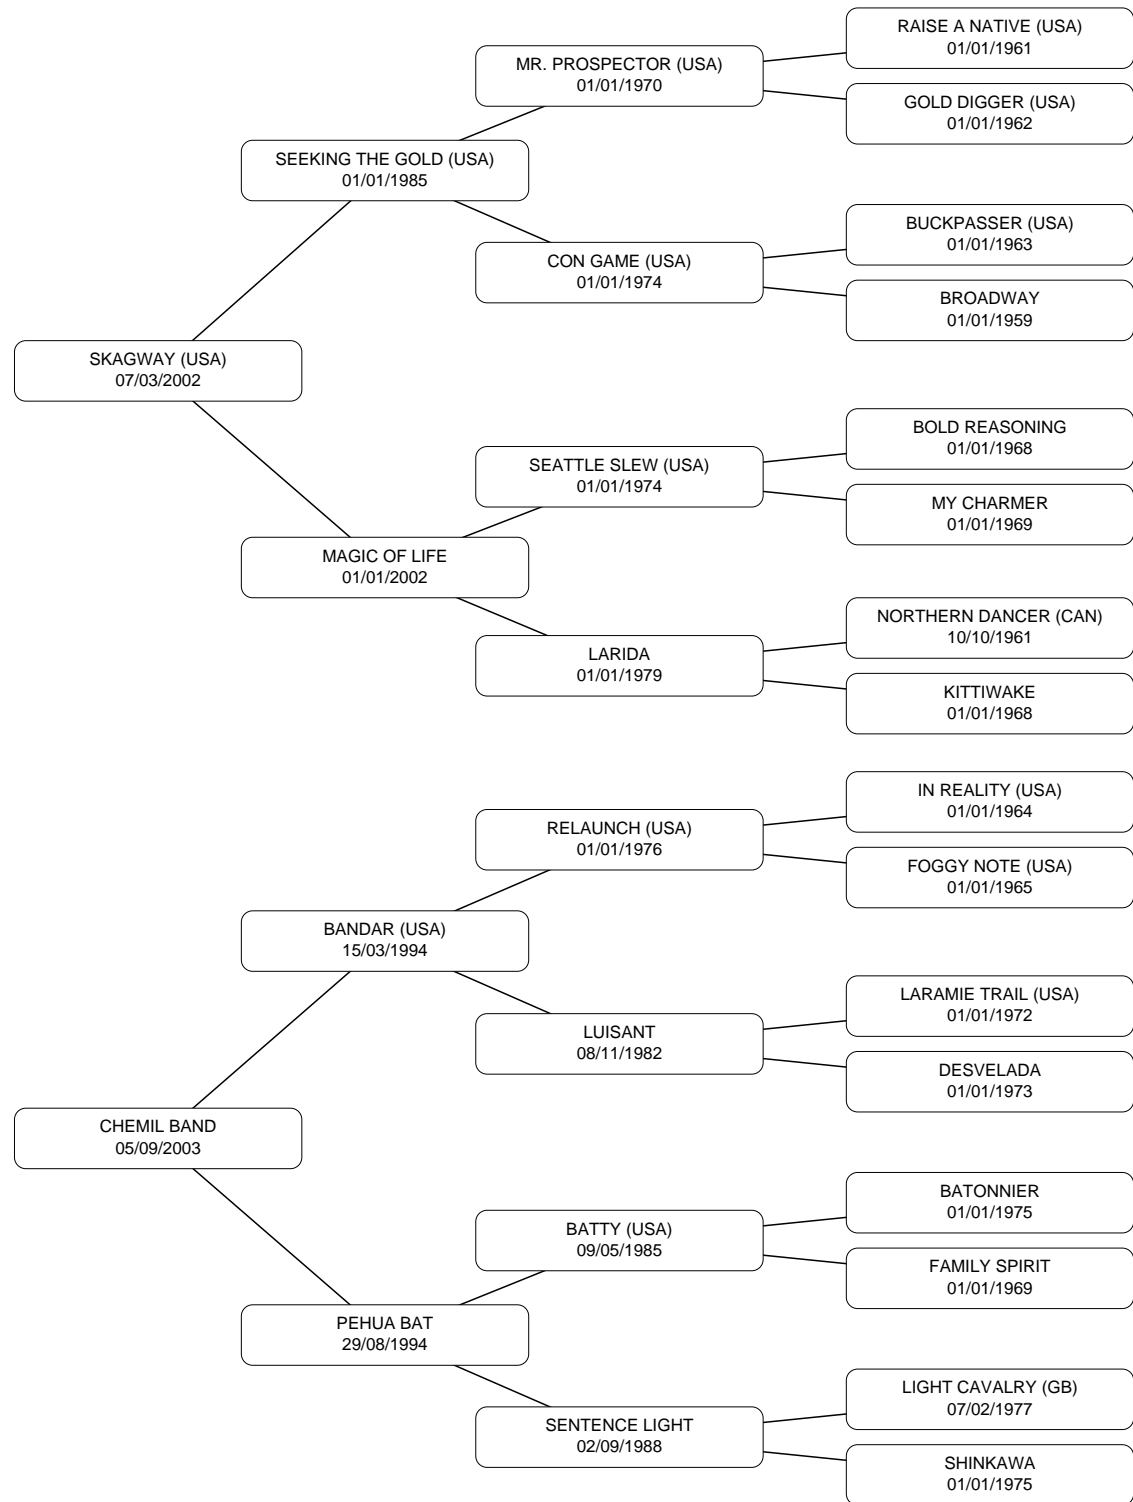 RAISE A NATIVE (USA)
01/01/1961
MR. PROSPECTOR (USA)
01/01/1970
GOLD DIGGER (USA)
01/01/1962
SEEKING THE GOLD (USA)
01/01/1985
BUCKPASSER (USA)
01/01/1963
CON GAME (USA)
01/01/1974
BROADWAY
01/01/1959
SKAGWAY (USA)
07/03/2002
BOLD REASONING
01/01/1968
SEATTLE SLEW (USA)
01/01/1974
MY CHARMER
01/01/1969
MAGIC OF LIFE
01/01/2002
NORTHERN DANCER (CAN)
10/10/1961
LARIDA
01/01/1979
KITTIWAKE
01/01/1968
IN REALITY (USA)
01/01/1964
RELAUNCH (USA)
01/01/1976
FOGGY NOTE (USA)
01/01/1965
BANDAR (USA)
15/03/1994
LARAMIE TRAIL (USA)
01/01/1972
LUISANT
08/11/1982
DESVELADA
01/01/1973
CHEMIL BAND
05/09/2003
BATONNIER
01/01/1975
BATTY (USA)
09/05/1985
FAMILY SPIRIT
01/01/1969
PEHUA BAT
29/08/1994
LIGHT CAVALRY (GB)
07/02/1977
SENTENCE LIGHT
02/09/1988
SHINKAWA
01/01/1975